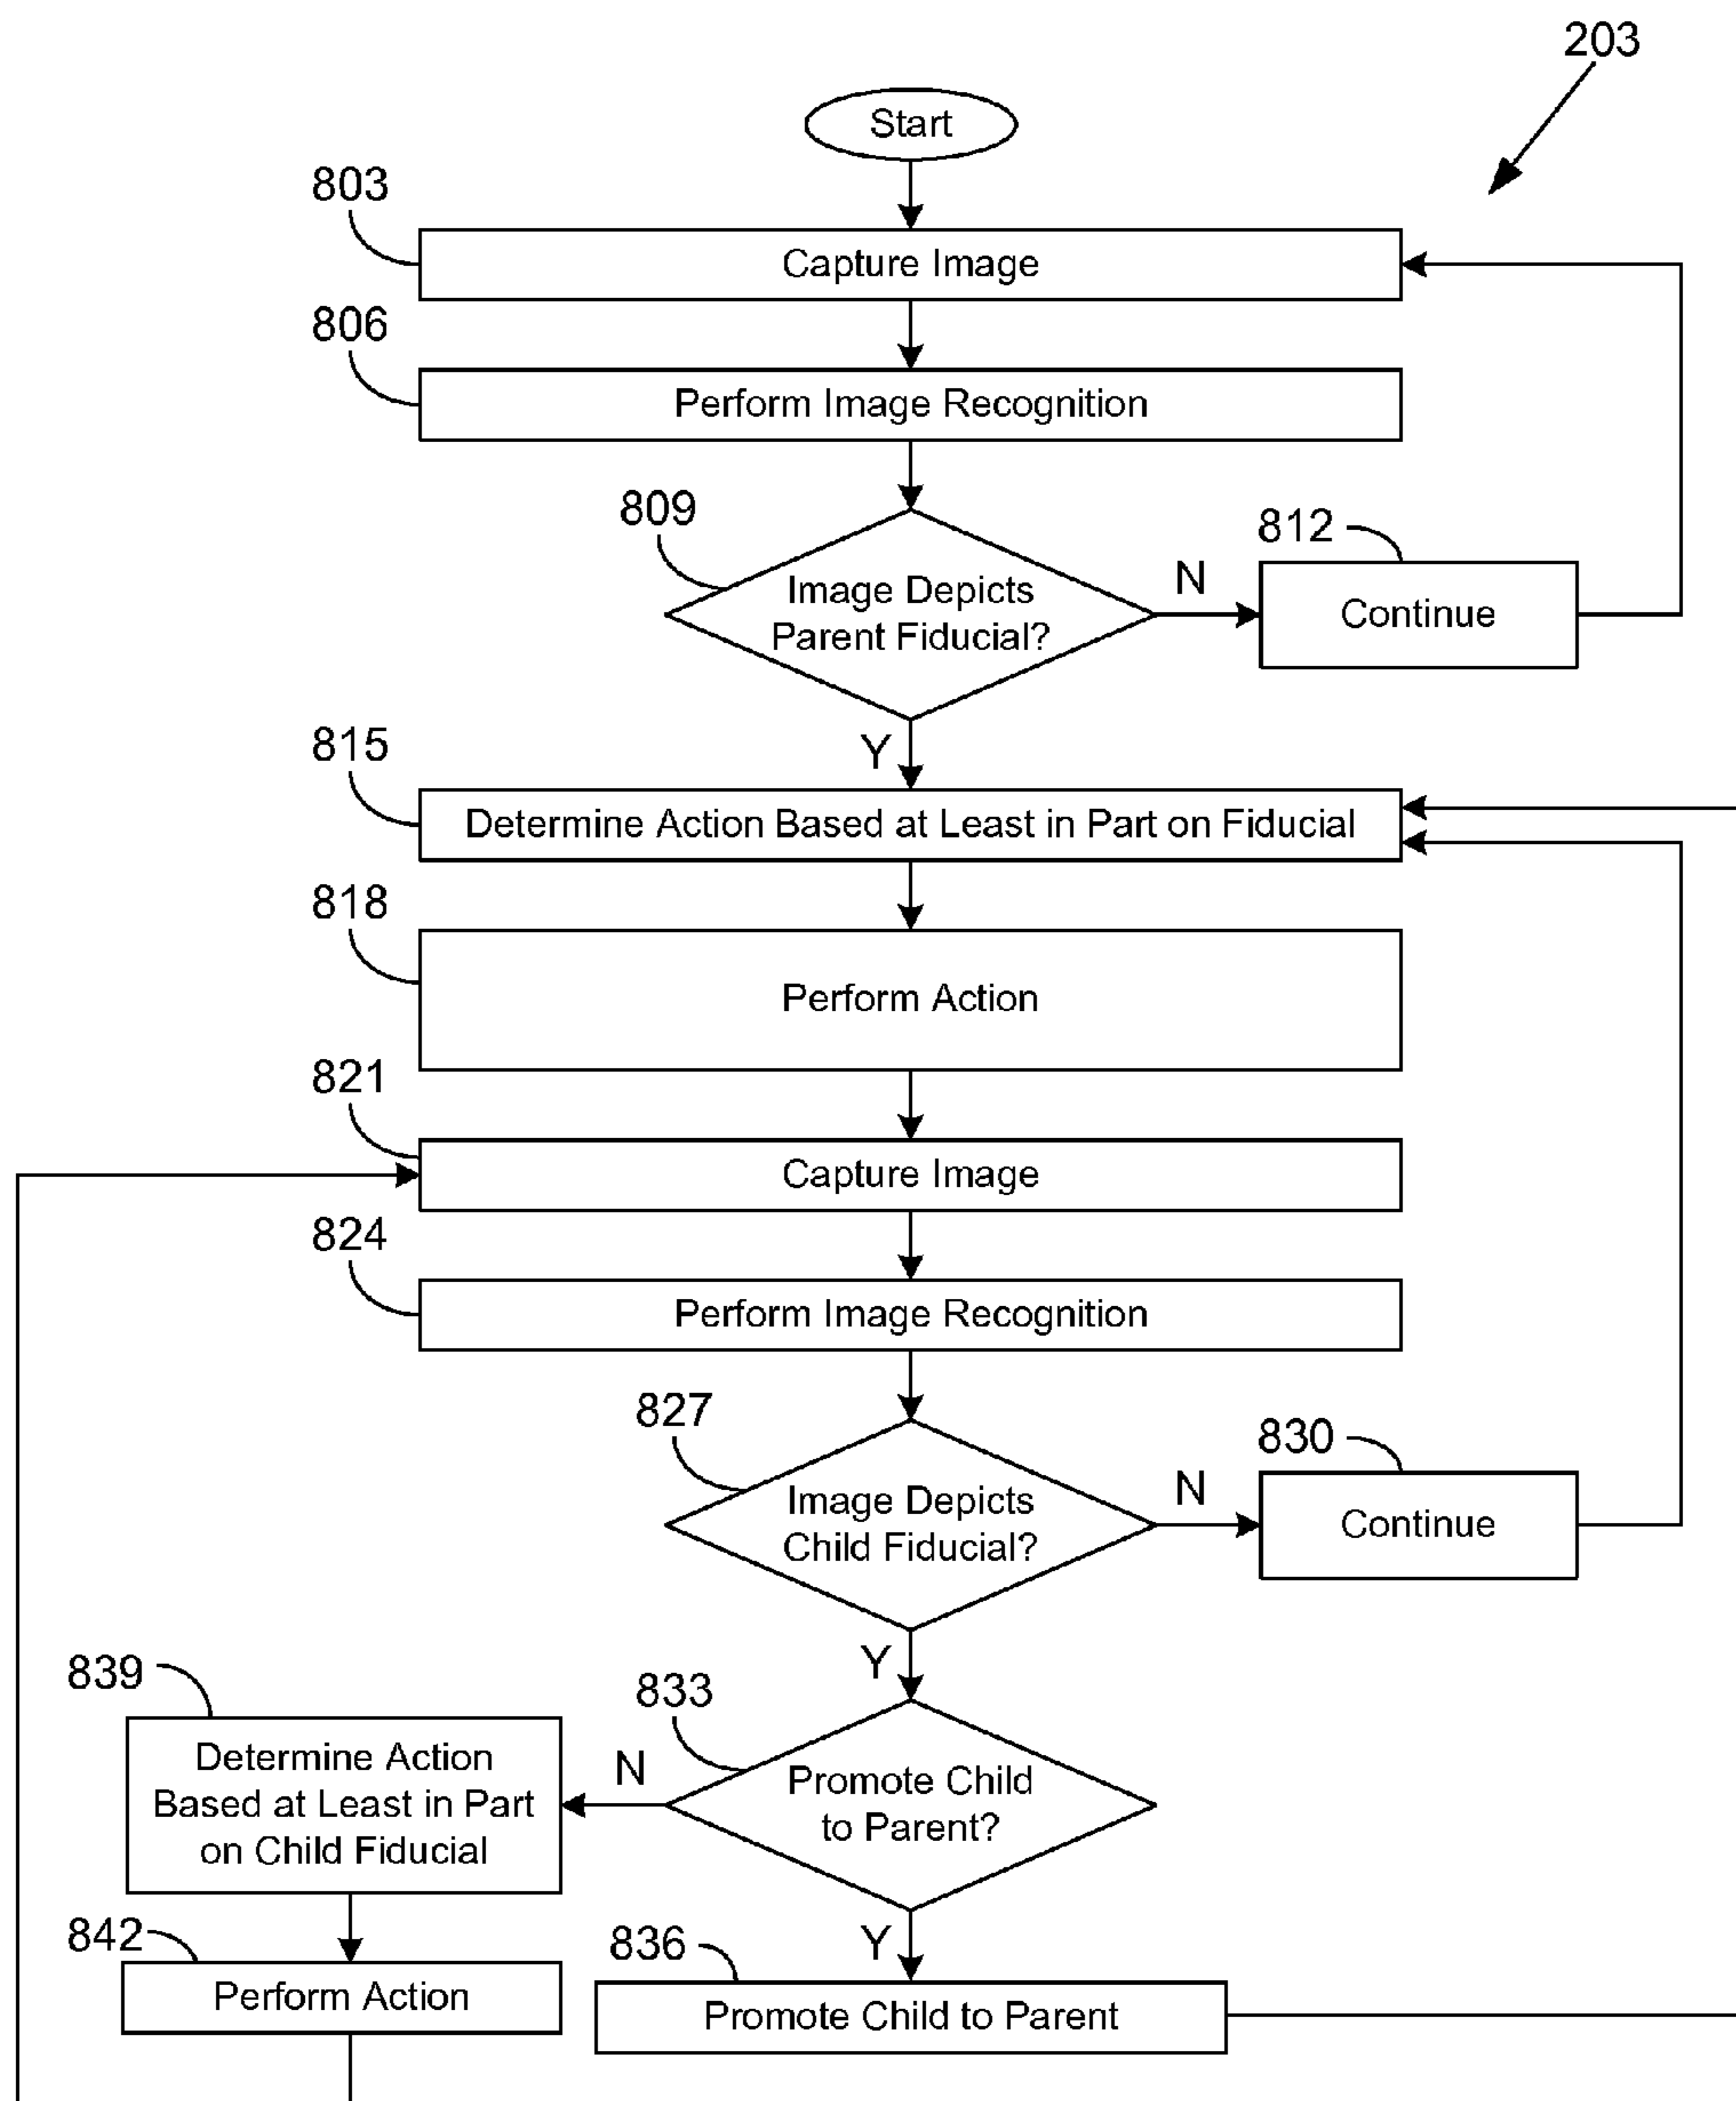 203
Start
803
Capture Image
806
Perform Image Recognition
809
Image Depicts
Parent Fiducial?
N
812
Continue
Y
815
Determine Action Based at Least in Part on Fiducial
818
Perform Action
821
Capture Image
824
Perform Image Recognition
827
Image Depicts
Child Fiducial?
N
830
Continue
Y
833
Promote Child
to Parent?
N
839
Determine Action
Based at Least in Part
on Child Fiducial
842
Perform Action
Y
836
Promote Child to Parent